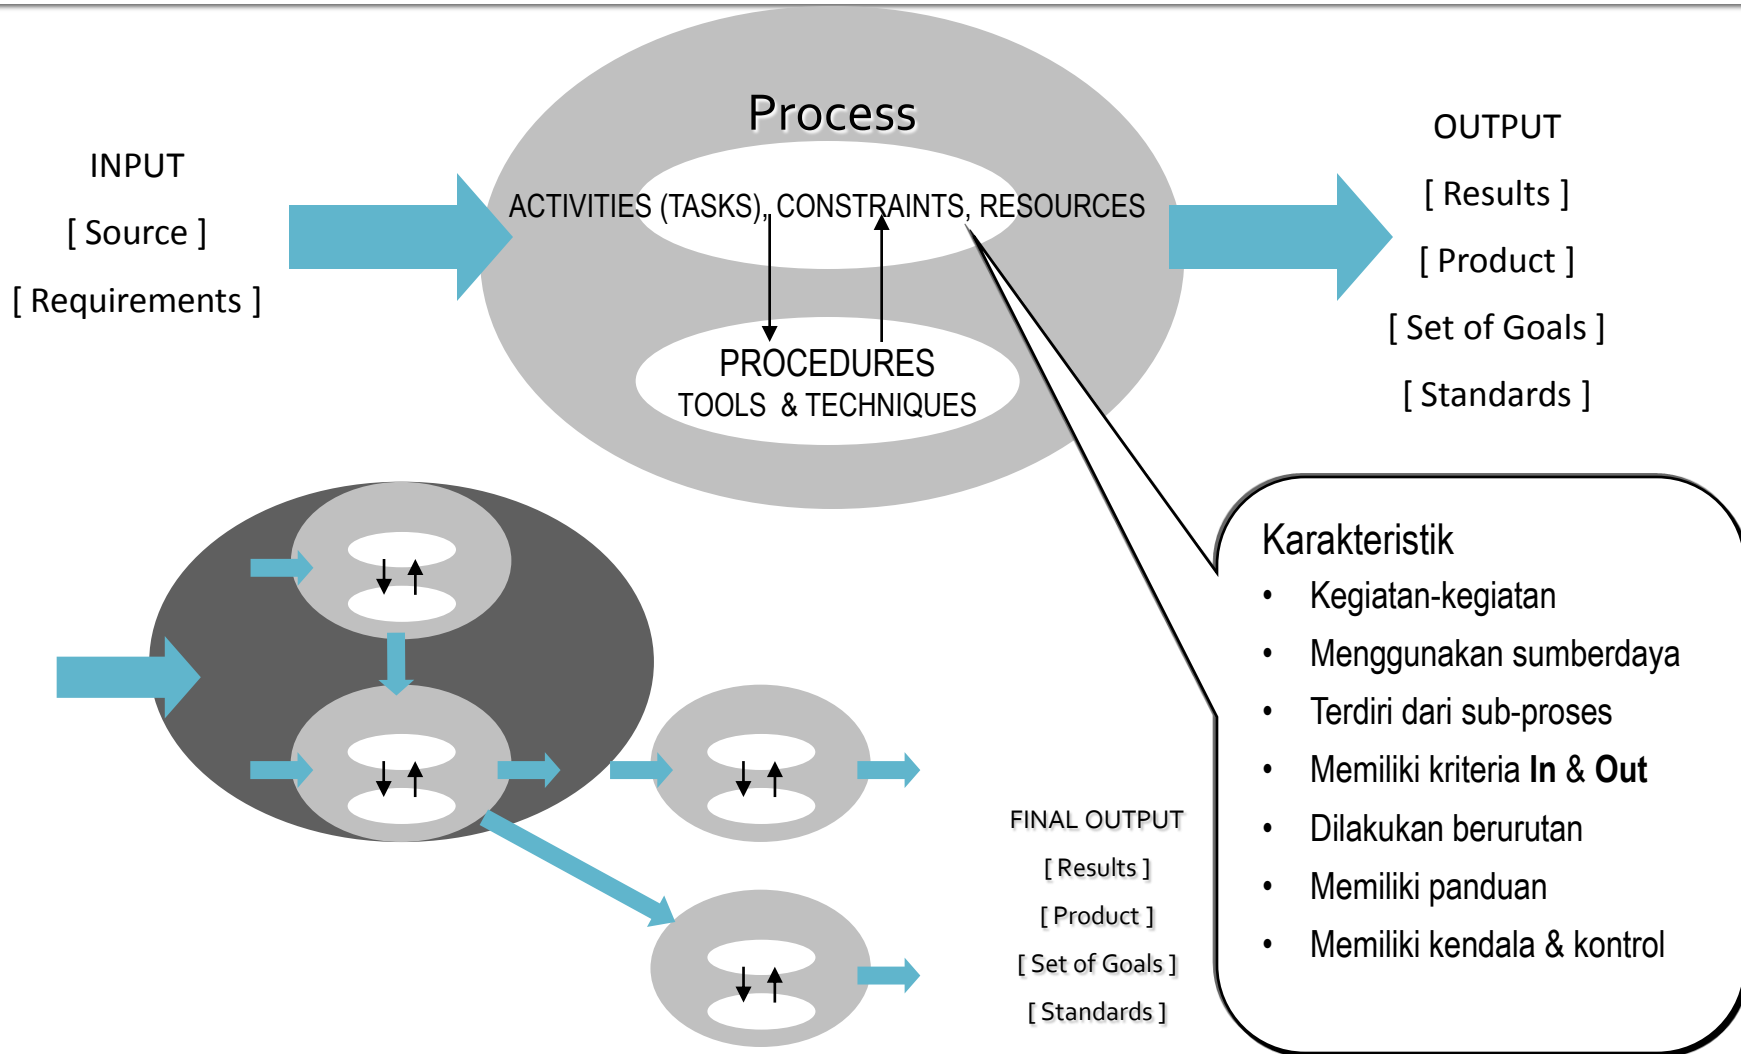 Process
INPUT
[ Source ]
[ Requirements ]
ACTIVITIES (TASKS), CONSTRAINTS, RESOURCES
PROCEDURES
TOOLS & TECHNIQUES
OUTPUT
[ Results ]
[ Product ]
[ Set of Goals ]
[ Standards ]
Karakteristik
• Kegiatan-kegiatan
• Menggunakan sumberdaya
• Terdiri dari sub-proses
• Memiliki kriteria In & Out
• Dilakukan berurutan
• Memiliki panduan
• Memiliki kendala & kontrol
FINAL OUTPUT
[ Results ]
[ Product ]
[ Set of Goals ]
[ Standards ]